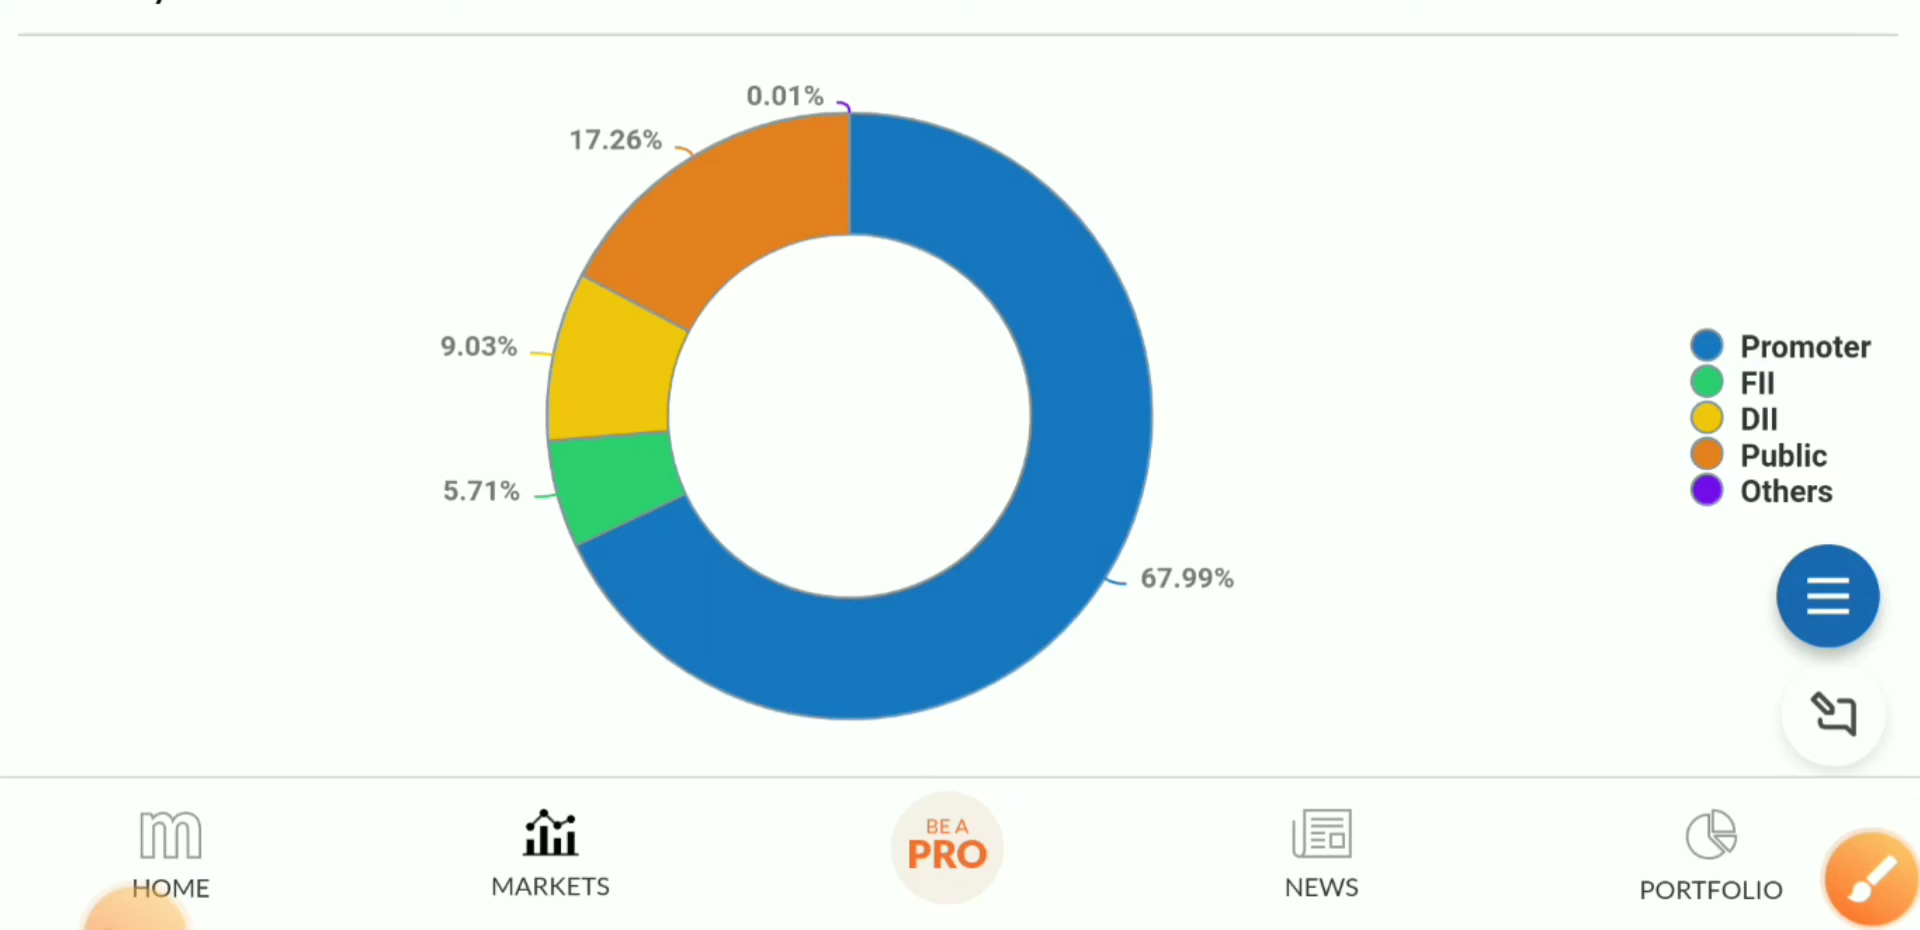 0.01%
17.26%
9.03%
5.71%
67.99%
Promoter
FII
DII
Public
Others
m
HOME
MARKETS
BE A
PRO
NEWS
PORTFOLIO